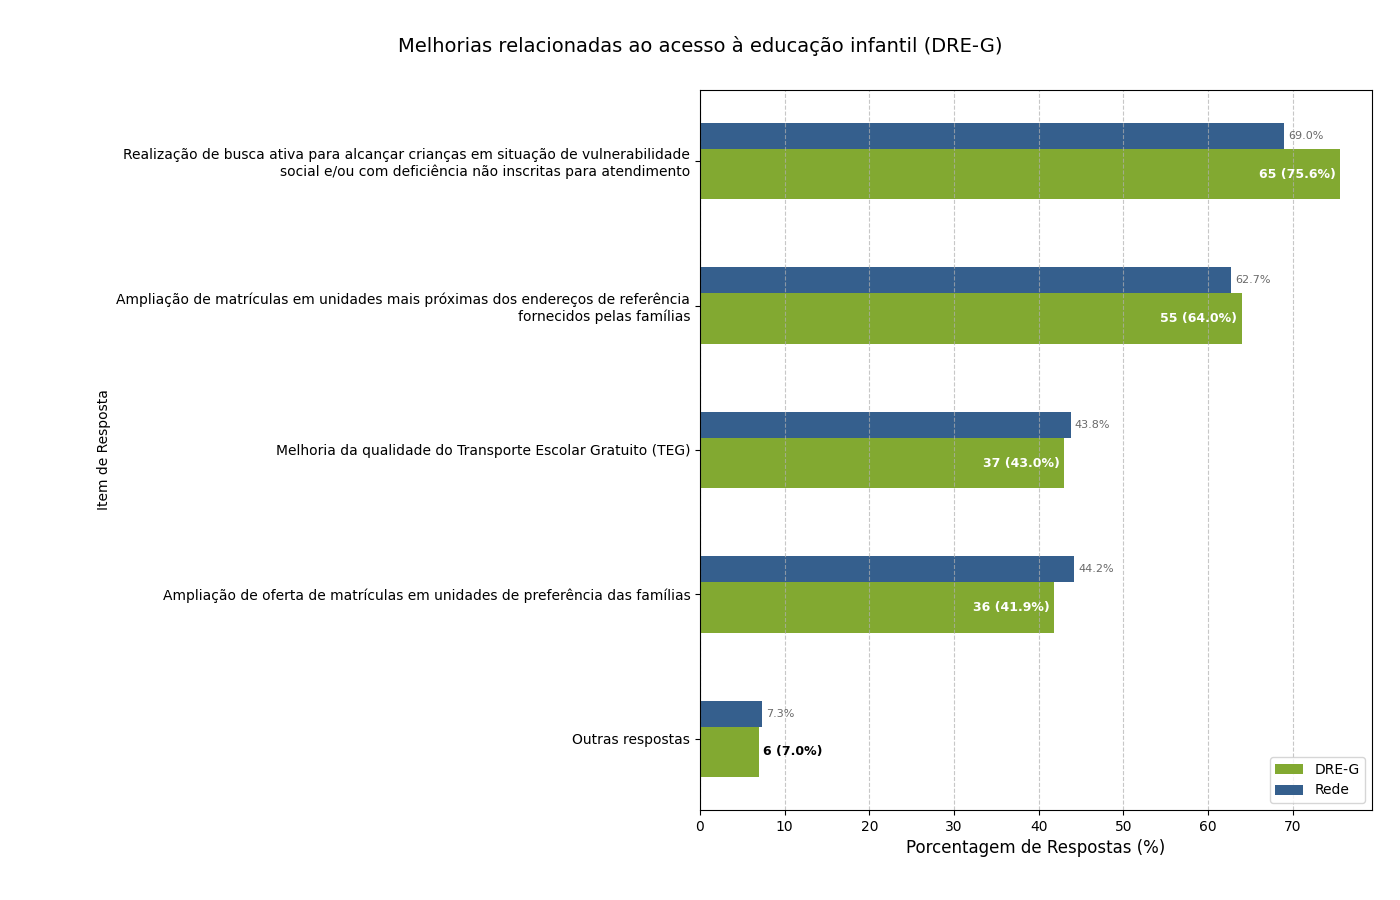 Melhorias relacionadas ao acesso à educação infantil (DRE-G)
Realização de busca ativa para alcançar crianças em situação de vulnerabilidade
social e/ou com deficiência não inscritas para atendimento
69.0%
65 (75.6%)
Ampliação de matrículas em unidades mais próximas dos endereços de referência
fornecidos pelas famílias
62.7%
55 (64.0%)
Melhoria da qualidade do Transporte Escolar Gratuito (TEG)
43.8%
37 (43.0%)
Ampliação de oferta de matrículas em unidades de preferência das famílias
44.2%
36 (41.9%)
Outras respostas
7.3%
6 (7.0%)
Item de Resposta
DRE-G
Rede
0 10 20 30 40 50 60 70
Porcentagem de Respostas (%)